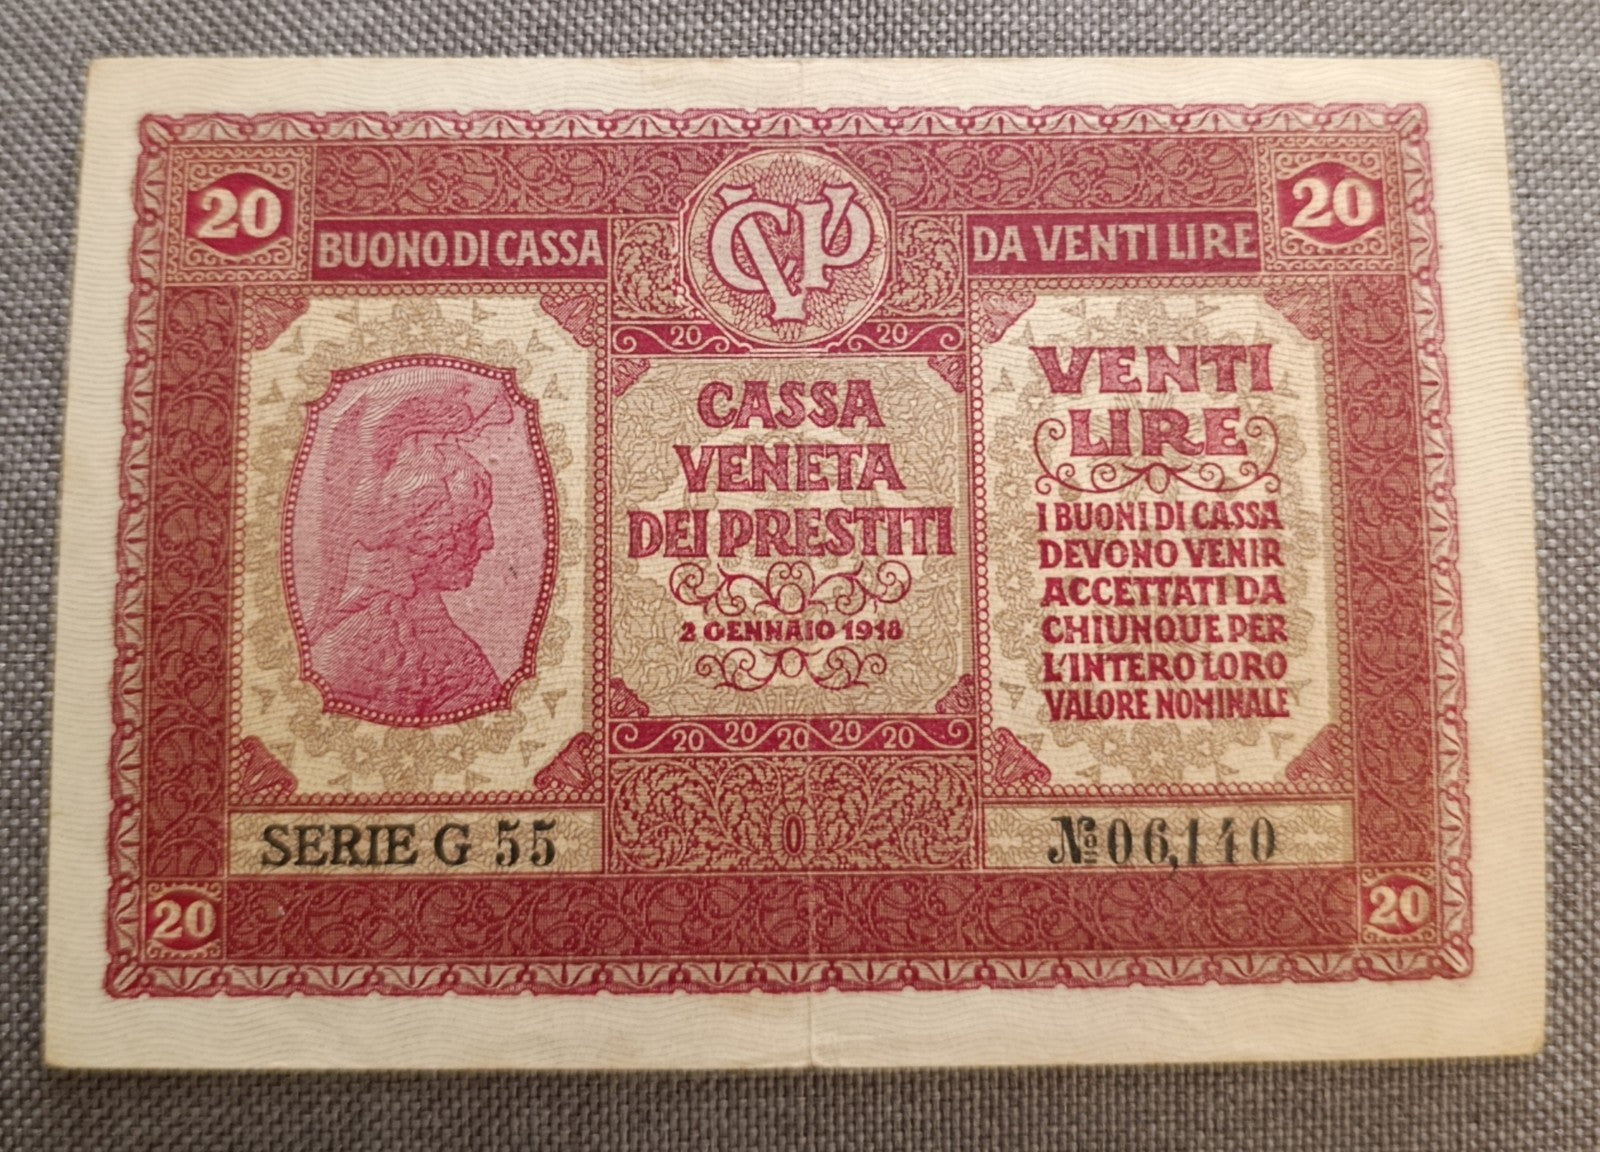 20
20
BUONO DI CASSA
CVP
DA VENTI LIRE
20
20
CASSA
VENETA
DEI PRESTITI
2 GENNAIO 1918
20 20 20 20 20
VENTI
LIRE
I BUONI DI CASSA
DEVONO VENIR
ACCETTATI DA
CHIUNQUE PER
L'INTERO LORO
VALORE NOMINALE
SERIE G 55
№ 06,140
20
20